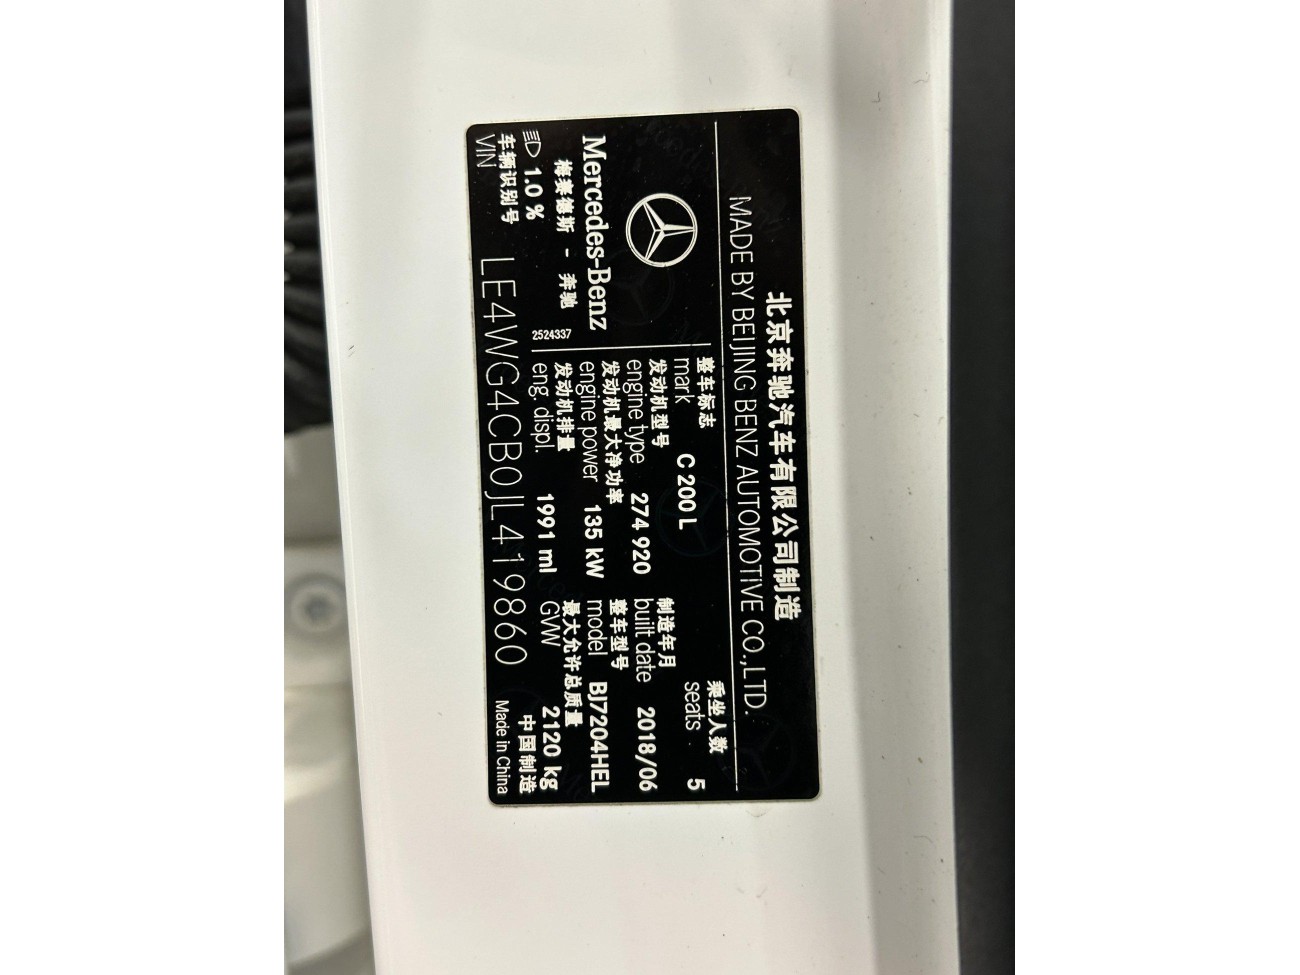 北京奔驰汽车有限公司制造
MADE BY BEIJING BENZ AUTOMOTIVE CO.,LTD.
整车标志
mark C 200 L
乘坐人数
seats 5
发动机型号
engine type 274 920
制造年月
built date 2018/06
Mercedes-Benz
梅赛德斯 - 奔驰
发动机最大净功率
engine power 135 kW
整车型号
model BJ7204HEL
1.0 %
2524337
发动机排量
eng. displ. 1991 ml
最大允许总质量
GVW 2120 kg
车辆识别号
VIN LE4WG4CB0JL419860
中国制造
Made in China